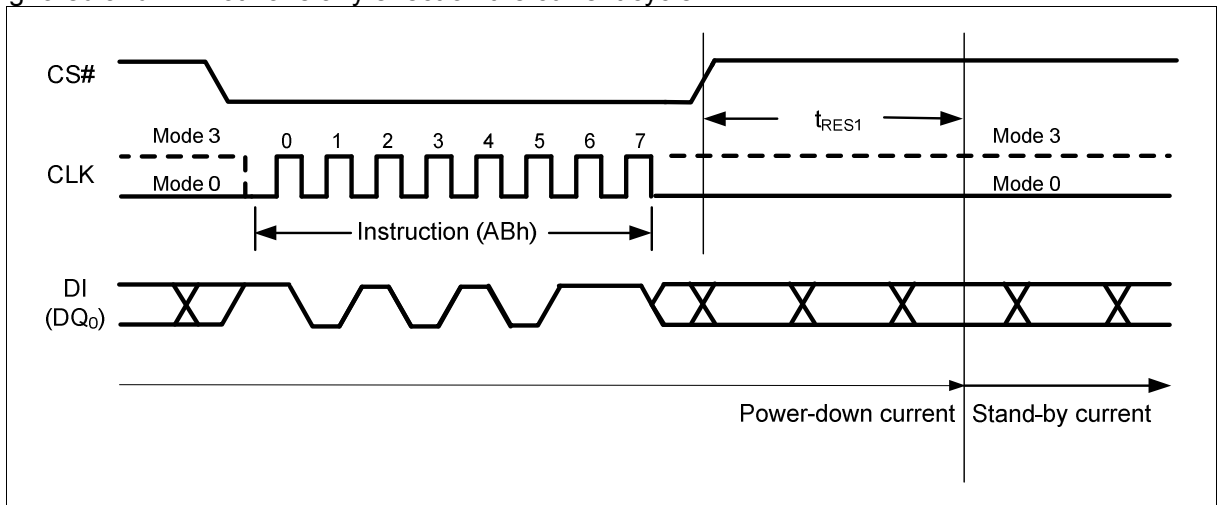 CS#
tRES1
Mode 3
0 1 2 3 4 5 6 7
Mode 3
CLK
Mode 0
Mode 0
Instruction (ABh)
DI
(DQ0)
Power-down current
Stand-by current